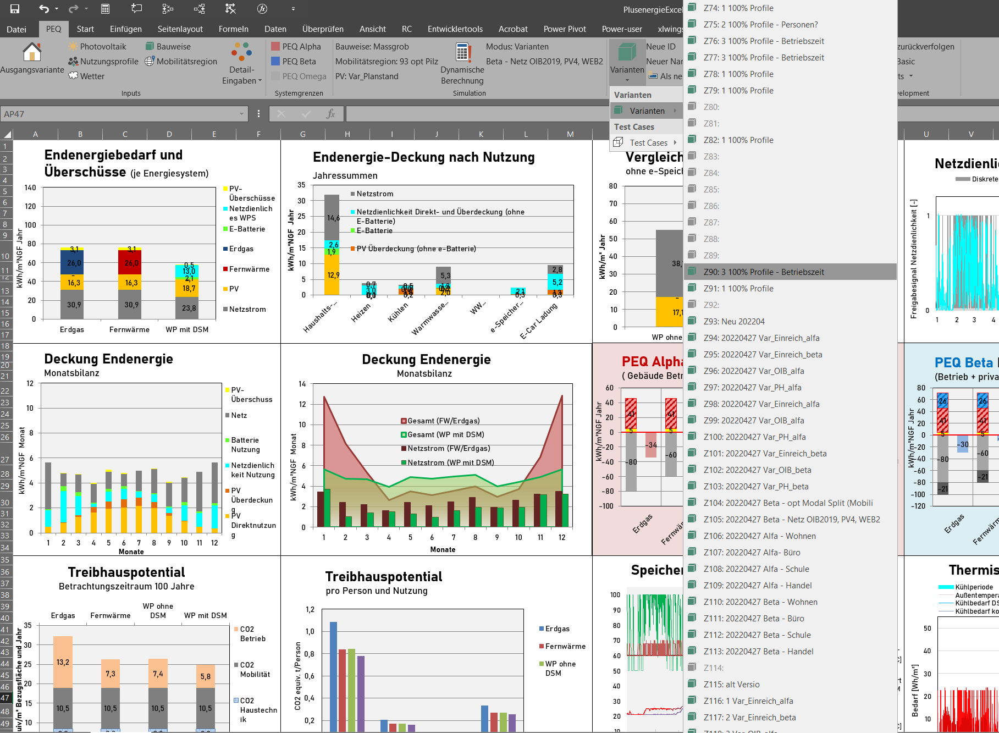 PlusenergieExcel
Datei PEQ Start Einfügen Seitenlayout Formeln Daten Überprüfen Ansicht RC Entwicklertools Acrobat Power Pivot Power-user xlwings
Ausgangsvariante
Photovoltaik
Nutzungsprofile
Wetter
Bauweise
Mobilitätsregion
Detail-
Eingaben
Inputs
PEQ Alpha
PEQ Beta
PEQ Omega
Systemgrenzen
Bauweise: Massgrob
Mobilitätsregion: 93 opt Pilz
PV: Var_Planstand
Dynamische
Berechnung
Modus: Varianten
Beta - Netz OIB2019, PV4, WEB2
Simulation
Varianten
Neue ID
Neuer Nar
Als ne
zurückverfolgen
Basic
ts
velopment
Varianten
Varianten
Test Cases
Test Cases
AP47
fx
A B C D E F G H I J K L M U V
1
2
3
4
5
6
7
8
9
10
11
12
13
14
15
16
17
18
19
20
21
22
23
24
25
26
27
28
29
30
31
32
33
34
35
36
37
38
39
40
41
42
43
44
45
46
47
48
49
Endenergiebedarf und
Überschüsse (je Energiesystem)
kWh/m²NGF Jahr
140
120
100
80
60
40
20
0
3,1 3,1 0,5
26,0 26,0 13,0
- 2,1
16,3 16,3 18,7
30,9 30,9 23,8
Erdgas Fernwärme WP mit DSM
PV-
Überschüsse
Netzdienlich
es WPS
E-Batterie
Erdgas
Fernwärme
PV
Netzstrom
Endenergie-Deckung nach Nutzung
Jahressummen
kWh/m²NGF Jahr
35
30
25
20
15
10
5
0
Netzstrom
Netzdienlichkeit Direkt- und Überdeckung (ohne
E-Batterie)
E-Batterie
PV Überdeckung (ohne e-Batterie)
14,6
2,6
1,9
12,9
0,7
3,0
0,5
0,2
5,3
2,0
2,1
2,8
5,2
Haushalts-... Heizen Kühlen Warmwasse... WW... e-Speicher... E-Car Ladung
Vergleich
ohne e-Speich
kWh/m² Jahr
80
70
60
50
40
30
20
10
0
38,
-
17,1
WP ohne
Netzdienli
Diskrete
Freigabesignal Netzdienlichkeit [-]
1
0
1 2 3 4
Deckung Endenergie
Monatsbilanz
kWh/m²NGF Monat
12
10
8
6
4
2
0
1 2 3 4 5 6 7 8 9 10 11 12
Monate
PV-
Überschuss
Netz
Batterie
Nutzung
Netzdienlich
keit Nutzung
PV
Überdeckun
g
PV
Direktnutzun
g
Deckung Endenergie
Monatsbilanz
kWh/m²NGF Monat
14
12
10
8
6
4
2
0
Gesamt (FW/Erdgas)
Gesamt (WP mit DSM)
Netzstrom (FW/Erdgas)
Netzstrom (WP mit DSM)
1 2 3 4 5 6 7 8 9 10 11 12
Monate
PEQ Alpha
( Gebäude Betr
kWh/m²NGF Jahr
60
40
20
0
-20
-40
-60
-80
-100
41 41
5 5
-34
-80 -60
Erdgas Fernwär
PEQ Beta
(Betrieb + priva
kWh/m²NGF Jahr
80
60
40
20
0
-20
-40
-60
-80
-100
-120
26 26
41 41
5 5
-30
-80 -60
-21 -21
Erdgas Fernwärm
Treibhauspotential
Betrachtungszeitraum 100 Jahre
Erdgas Fernwärme WP ohne
DSM WP mit DSM
uiv/m² Bezugsfläche und Jahr
35
30
25
20
15
10
13,2 7,3 7,4 5,8
10,5 10,5 10,5 10,5
CO2
Betrieb
CO2
Mobilität
CO2
Haustechn
ik
Treibhauspotential
pro Person und Nutzung
CO2 equiv. t/Person
1,2
1,0
0,8
0,6
0,4
0,2
Erdgas
Fernwärme
WP ohne
DSM
Speicher
100
90
80
70
60
50
40
30
20
10
Thermis
Kühlperiode
Außentempera
Kühlbedarf DS
Kühlbedarf ko
Bedarf [Wh/m²]
50
40
30
20
10
Z74: 1 100% Profile
Z75: 2 100% Profile - Personen?
Z76: 3 100% Profile - Betriebszeit
Z77: 3 100% Profile - Betriebszeit
Z78: 1 100% Profile
Z79: 1 100% Profile
Z80:
Z81:
Z82: 1 100% Profile
Z83:
Z84:
Z85:
Z86:
Z87:
Z88:
Z89:
Z90: 3 100% Profile - Betriebszeit
Z91: 1 100% Profile
Z92:
Z93: Neu 202204
Z94: 20220427 Var_Einreich_alfa
Z95: 20220427 Var_Einreich_beta
Z96: 20220427 Var_OIB_alfa
Z97: 20220427 Var_PH_alfa
Z98: 20220427 Var_Einreich_alfa
Z99: 20220427 Var_OIB_alfa
Z100: 20220427 Var_PH_alfa
Z101: 20220427 Var_Einreich_beta
Z102: 20220427 Var_OIB_beta
Z103: 20220427 Var_PH_beta
Z104: 20220427 Beta - opt Modal Split (Mobili
Z105: 20220427 Beta - Netz OIB2019, PV4, WEB2
Z106: 20220427 Alfa - Wohnen
Z107: 20220427 Alfa- Büro
Z108: 20220427 Alfa - Schule
Z109: 20220427 Alfa - Handel
Z110: 20220427 Beta - Wohnen
Z111: 20220427 Beta - Büro
Z112: 20220427 Beta - Schule
Z113: 20220427 Beta - Handel
Z114:
Z115: alt Versio
Z116: 1 Var_Einreich_alfa
Z117: 2 Var_Einreich_beta
Z118: 3 Var_OIB_alfa